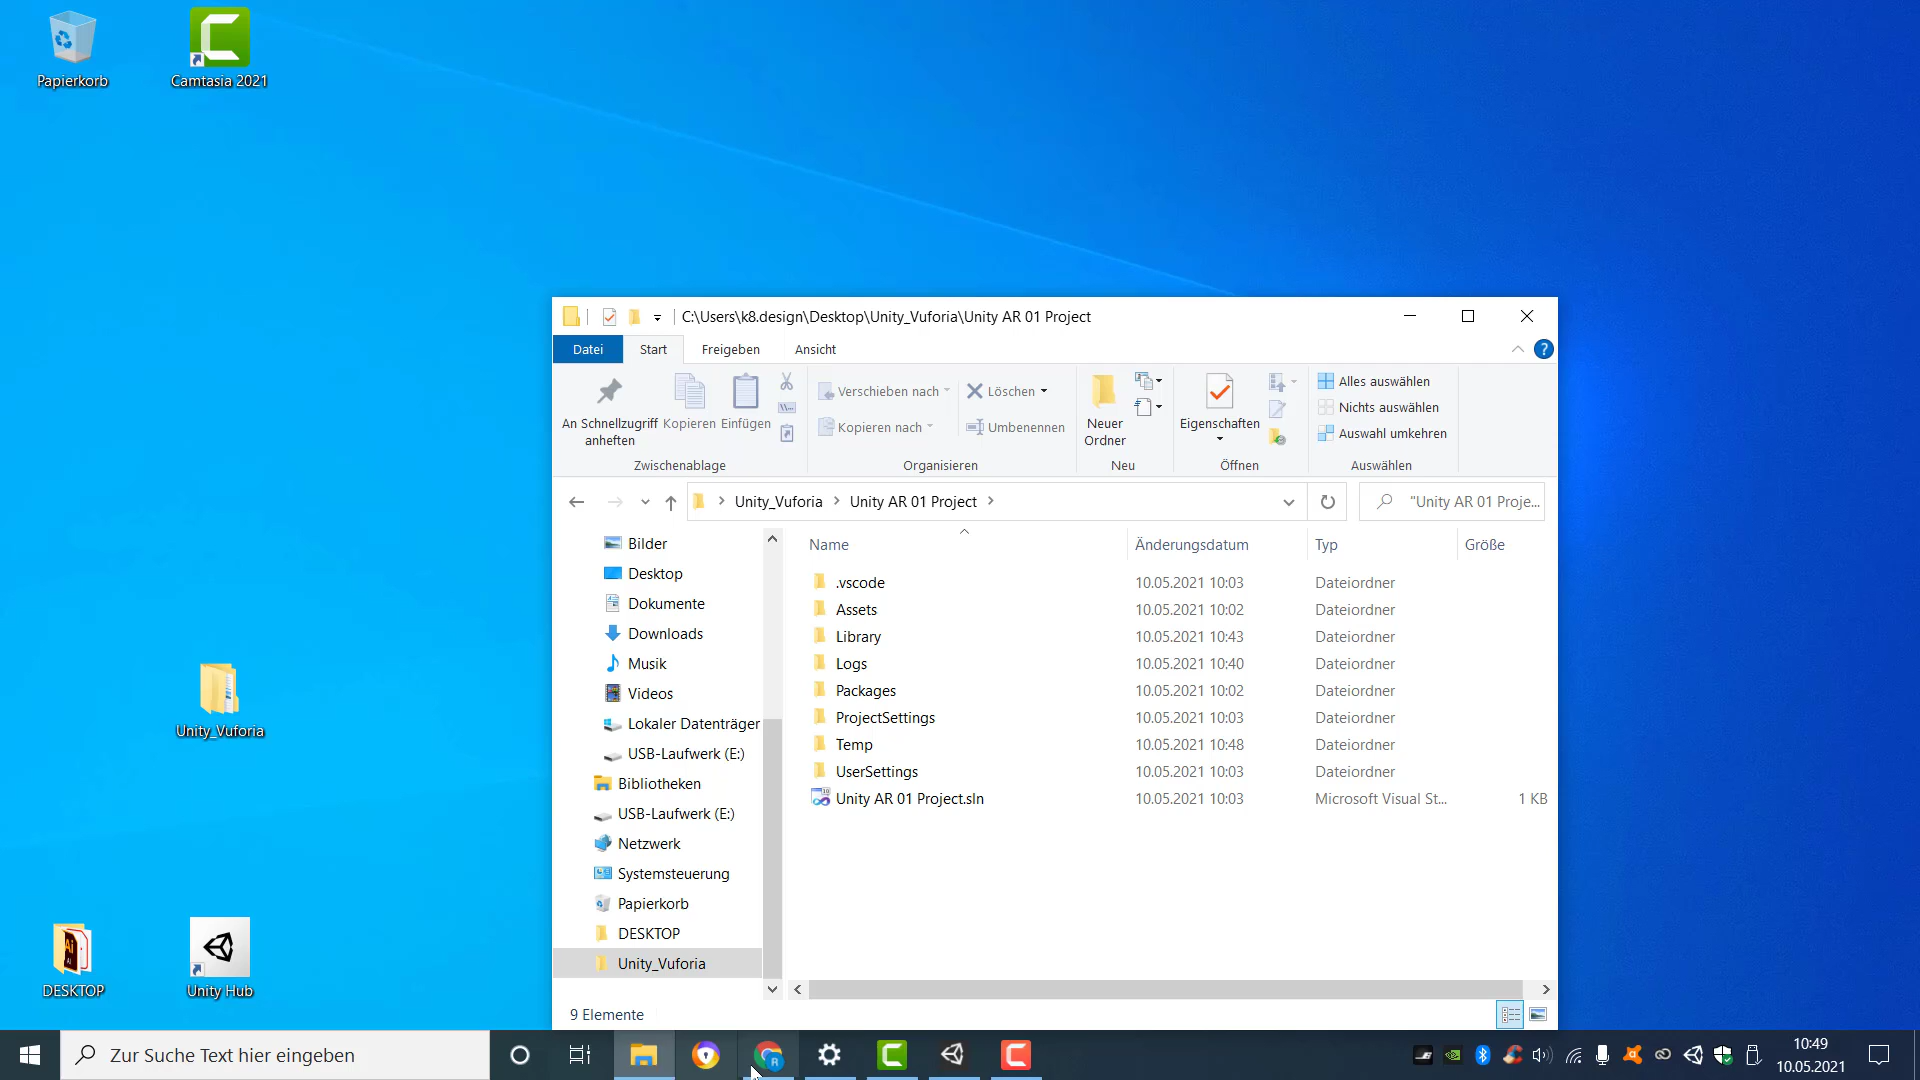 Papierkorb
Camtasia 2021
Unity_Vuforia
DESKTOP
Unity Hub
C:\Users\k8.design\Desktop\Unity_Vuforia\Unity AR 01 Project
Datei
Start
Freigeben
Ansicht
An Schnellzugriff
anheften
Kopieren
Einfügen
Zwischenablage
Verschieben nach
Kopieren nach
Löschen
Umbenennen
Organisieren
Neuer
Ordner
Neu
Eigenschaften
Öffnen
Alles auswählen
Nichts auswählen
Auswahl umkehren
Auswählen
Unity_Vuforia
Unity AR 01 Project
"Unity AR 01 Proje...
Bilder
Desktop
Dokumente
Downloads
Musik
Videos
Lokaler Datenträger
USB-Laufwerk (E:)
Bibliotheken
USB-Laufwerk (E:)
Netzwerk
Systemsteuerung
Papierkorb
DESKTOP
Unity_Vuforia
Name Änderungsdatum Typ Größe
.vscode 10.05.2021 10:03 Dateiordner
Assets 10.05.2021 10:02 Dateiordner
Library 10.05.2021 10:43 Dateiordner
Logs 10.05.2021 10:40 Dateiordner
Packages 10.05.2021 10:02 Dateiordner
ProjectSettings 10.05.2021 10:03 Dateiordner
Temp 10.05.2021 10:48 Dateiordner
UserSettings 10.05.2021 10:03 Dateiordner
Unity AR 01 Project.sln 10.05.2021 10:03 Microsoft Visual St... 1 KB
9 Elemente
Zur Suche Text hier eingeben
10:49
10.05.2021